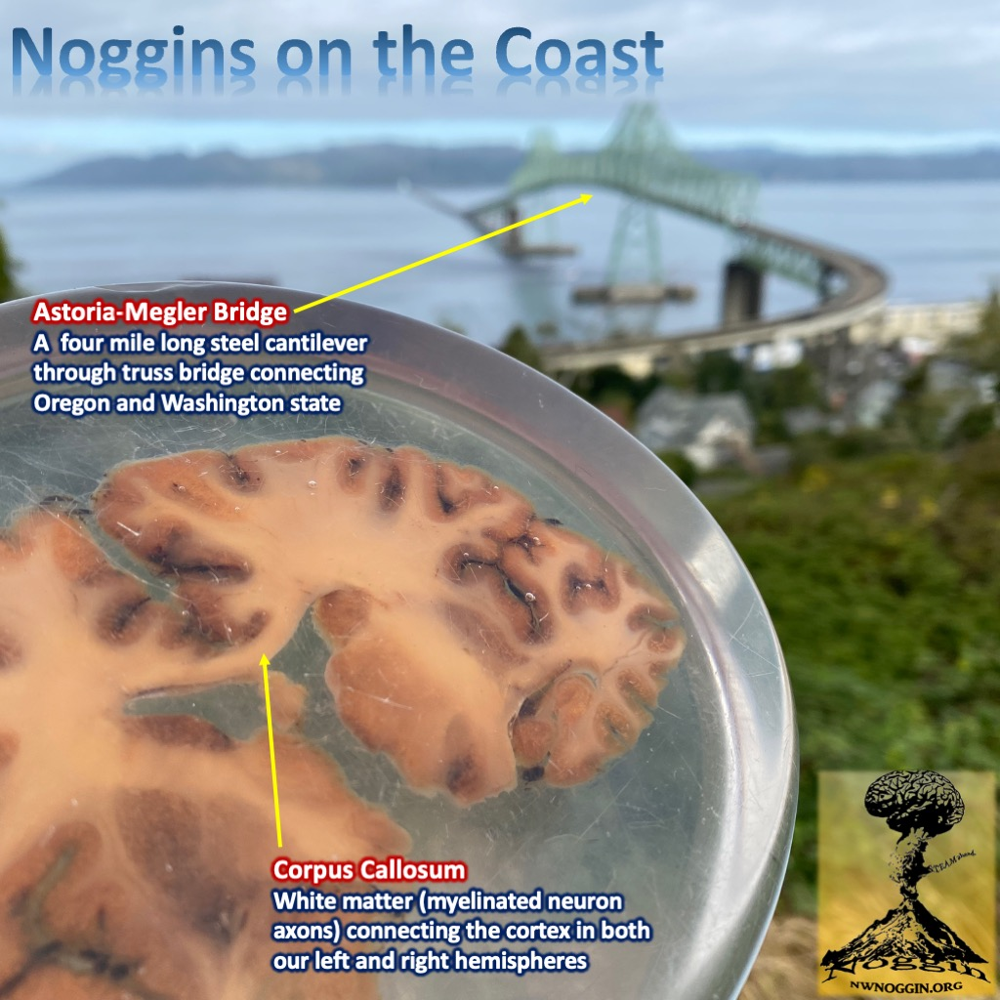 Noggins on the Coast
Astoria-Megler Bridge
A four mile long steel cantilever
through truss bridge connecting
Oregon and Washington state
Corpus Callosum
White matter (myelinated neuron
axons) connecting the cortex in both
our left and right hemispheres
STEAM ahead
Noggin
NWNOGGIN.ORG